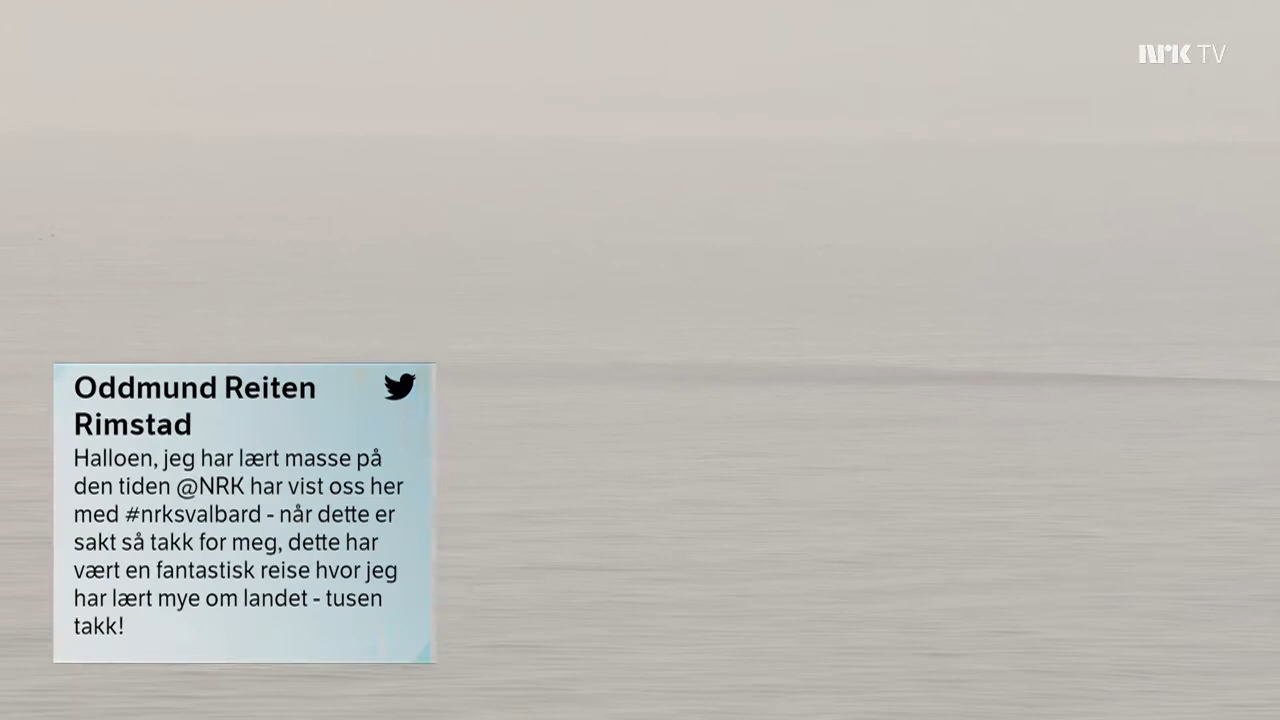 NRK TV
Oddmund Reiten
Rimstad
Halloen, jeg har lært masse på
den tiden @NRK har vist oss her
med #nrksvalbard - når dette er
sakt så takk for meg, dette har
vært en fantastisk reise hvor jeg
har lært mye om landet - tusen
takk!